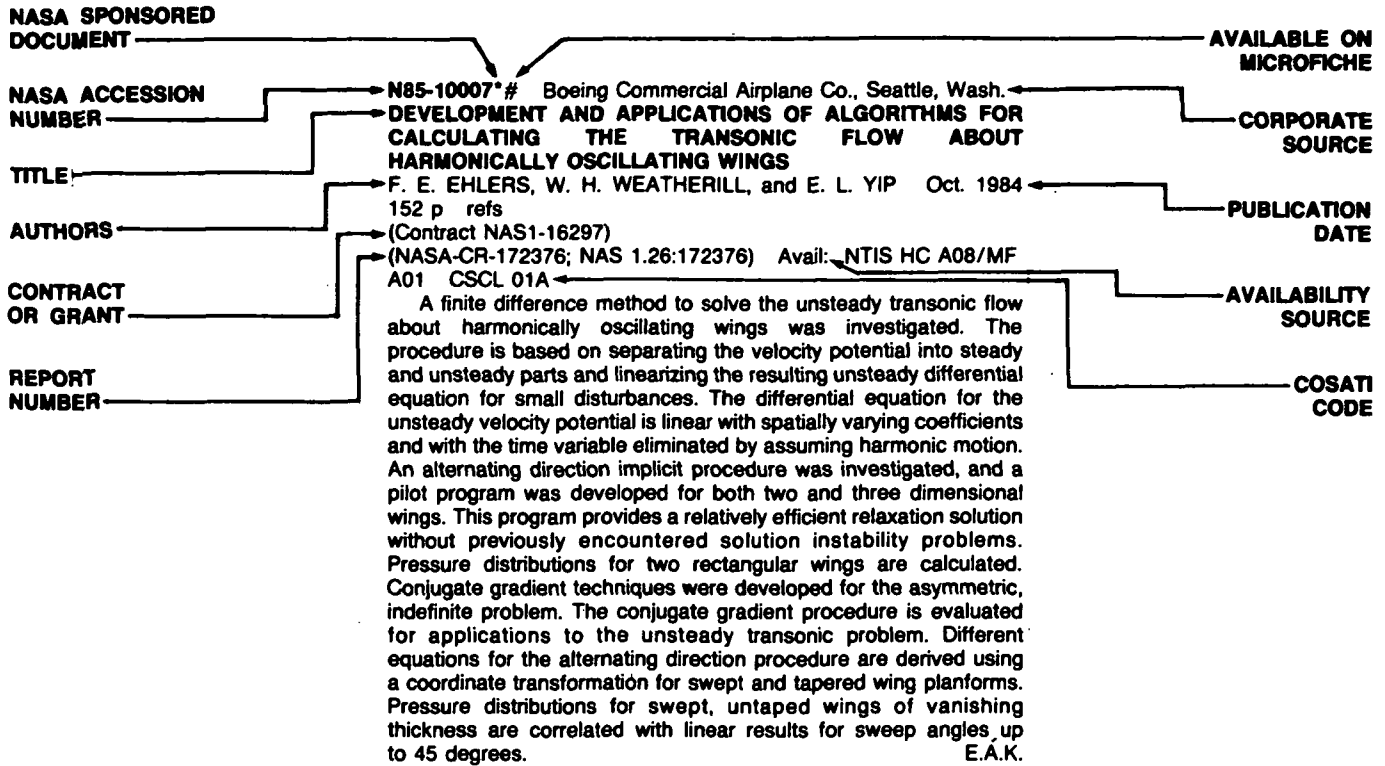 NASA SPONSORED
DOCUMENT
AVAILABLE ON
MICROFICHE
NASA ACCESSION
NUMBER
N85-10007*# Boeing Commercial Airplane Co., Seattle, Wash.
CORPORATE
SOURCE
TITLE
DEVELOPMENT AND APPLICATIONS OF ALGORITHMS FOR
CALCULATING THE TRANSONIC FLOW ABOUT
HARMONICALLY OSCILLATING WINGS
AUTHORS
F. E. EHLERS, W. H. WEATHERILL, and E. L. YIP Oct. 1984
152 p refs
PUBLICATION
DATE
CONTRACT
OR GRANT
(Contract NAS1-16297)
REPORT
NUMBER
(NASA-CR-172376; NAS 1.26:172376) Avail: NTIS HC A08/MF
A01 CSCL 01A
AVAILABILITY
SOURCE
COSATI
CODE
A finite difference method to solve the unsteady transonic flow
about harmonically oscillating wings was investigated. The
procedure is based on separating the velocity potential into steady
and unsteady parts and linearizing the resulting unsteady differential
equation for small disturbances. The differential equation for the
unsteady velocity potential is linear with spatially varying coefficients
and with the time variable eliminated by assuming harmonic motion.
An alternating direction implicit procedure was investigated, and a
pilot program was developed for both two and three dimensional
wings. This program provides a relatively efficient relaxation solution
without previously encountered solution instability problems.
Pressure distributions for two rectangular wings are calculated.
Conjugate gradient techniques were developed for the asymmetric,
indefinite problem. The conjugate gradient procedure is evaluated
for applications to the unsteady transonic problem. Different
equations for the alternating direction procedure are derived using
a coordinate transformation for swept and tapered wing planforms.
Pressure distributions for swept, untaped wings of vanishing
thickness are correlated with linear results for sweep angles up
to 45 degrees. E.A.K.